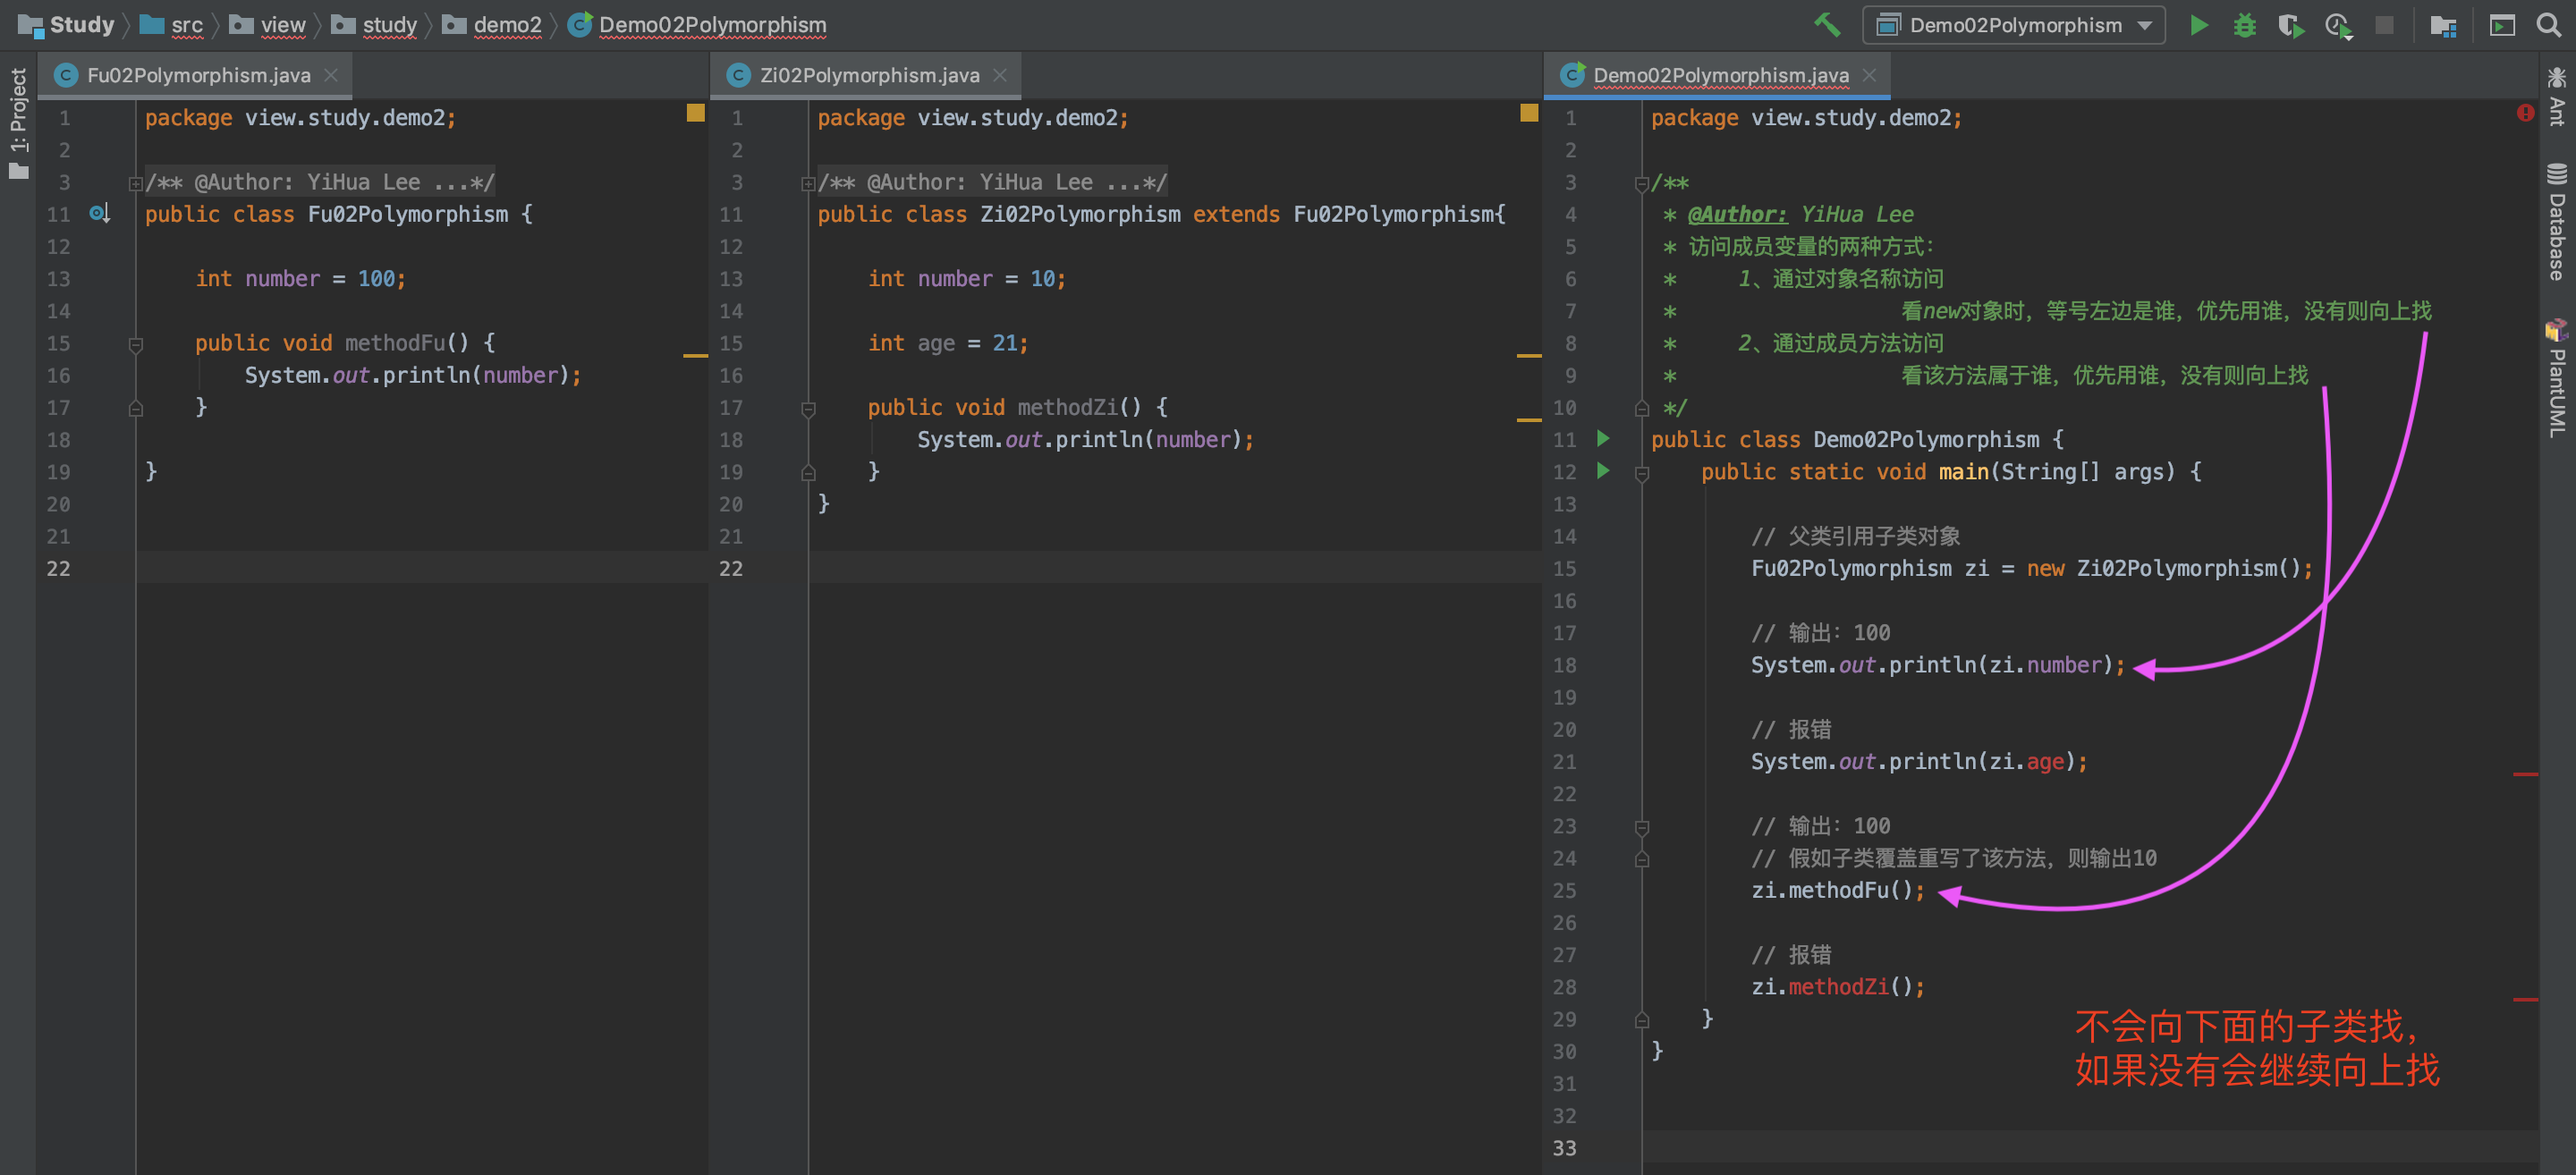 Study src view study demo2 Demo02Polymorphism
Demo02Polymorphism
1: Project
Fu02Polymorphism.java
1 package view.study.demo2;
2
3 /** @Author: YiHua Lee ...*/
11 public class Fu02Polymorphism {
12
13 int number = 100;
14
15 public void methodFu() {
16 System.out.println(number);
17 }
18
19 }
20
21
22
Zi02Polymorphism.java
1 package view.study.demo2;
2
3 /** @Author: YiHua Lee ...*/
11 public class Zi02Polymorphism extends Fu02Polymorphism{
12
13 int number = 10;
14
15 int age = 21;
16
17 public void methodZi() {
18 System.out.println(number);
19 }
20 }
21
22
Demo02Polymorphism.java
1 package view.study.demo2;
2
3 /**
4 * @Author: YiHua Lee
5 * 访问成员变量的两种方式：
6 * 1、通过对象名称访问
7 * 看new对象时，等号左边是谁，优先用谁，没有则向上找
8 * 2、通过成员方法访问
9 * 看该方法属于谁，优先用谁，没有则向上找
10 */
11 public class Demo02Polymorphism {
12 public static void main(String[] args) {
13
14 // 父类引用子类对象
15 Fu02Polymorphism zi = new Zi02Polymorphism();
16
17 // 输出：100
18 System.out.println(zi.number);
19
20 // 报错
21 System.out.println(zi.age);
22
23 // 输出：100
24 // 假如子类覆盖重写了该方法，则输出10
25 zi.methodFu();
26
27 // 报错
28 zi.methodZi();
29 }
30 }
31
32
33
不会向下面的子类找，
如果没有会继续向上找
Ant
Database
PlantUML